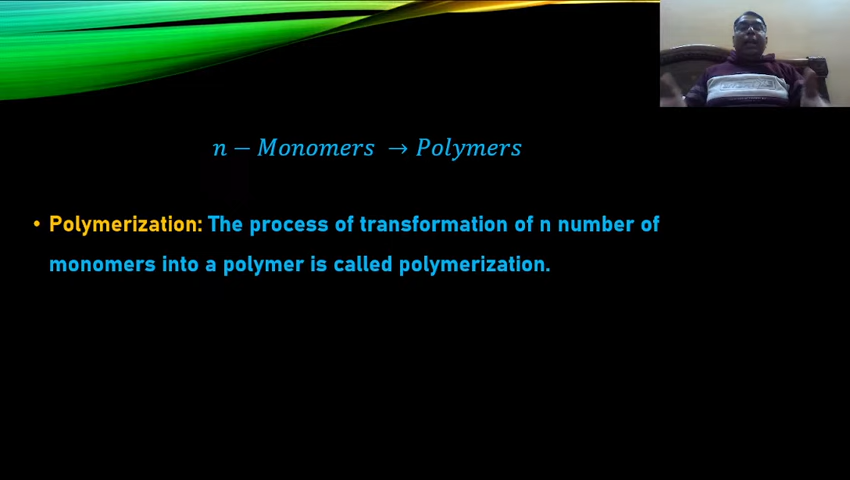 n − Monomers → Polymers
• Polymerization: The process of transformation of n number of
monomers into a polymer is called polymerization.